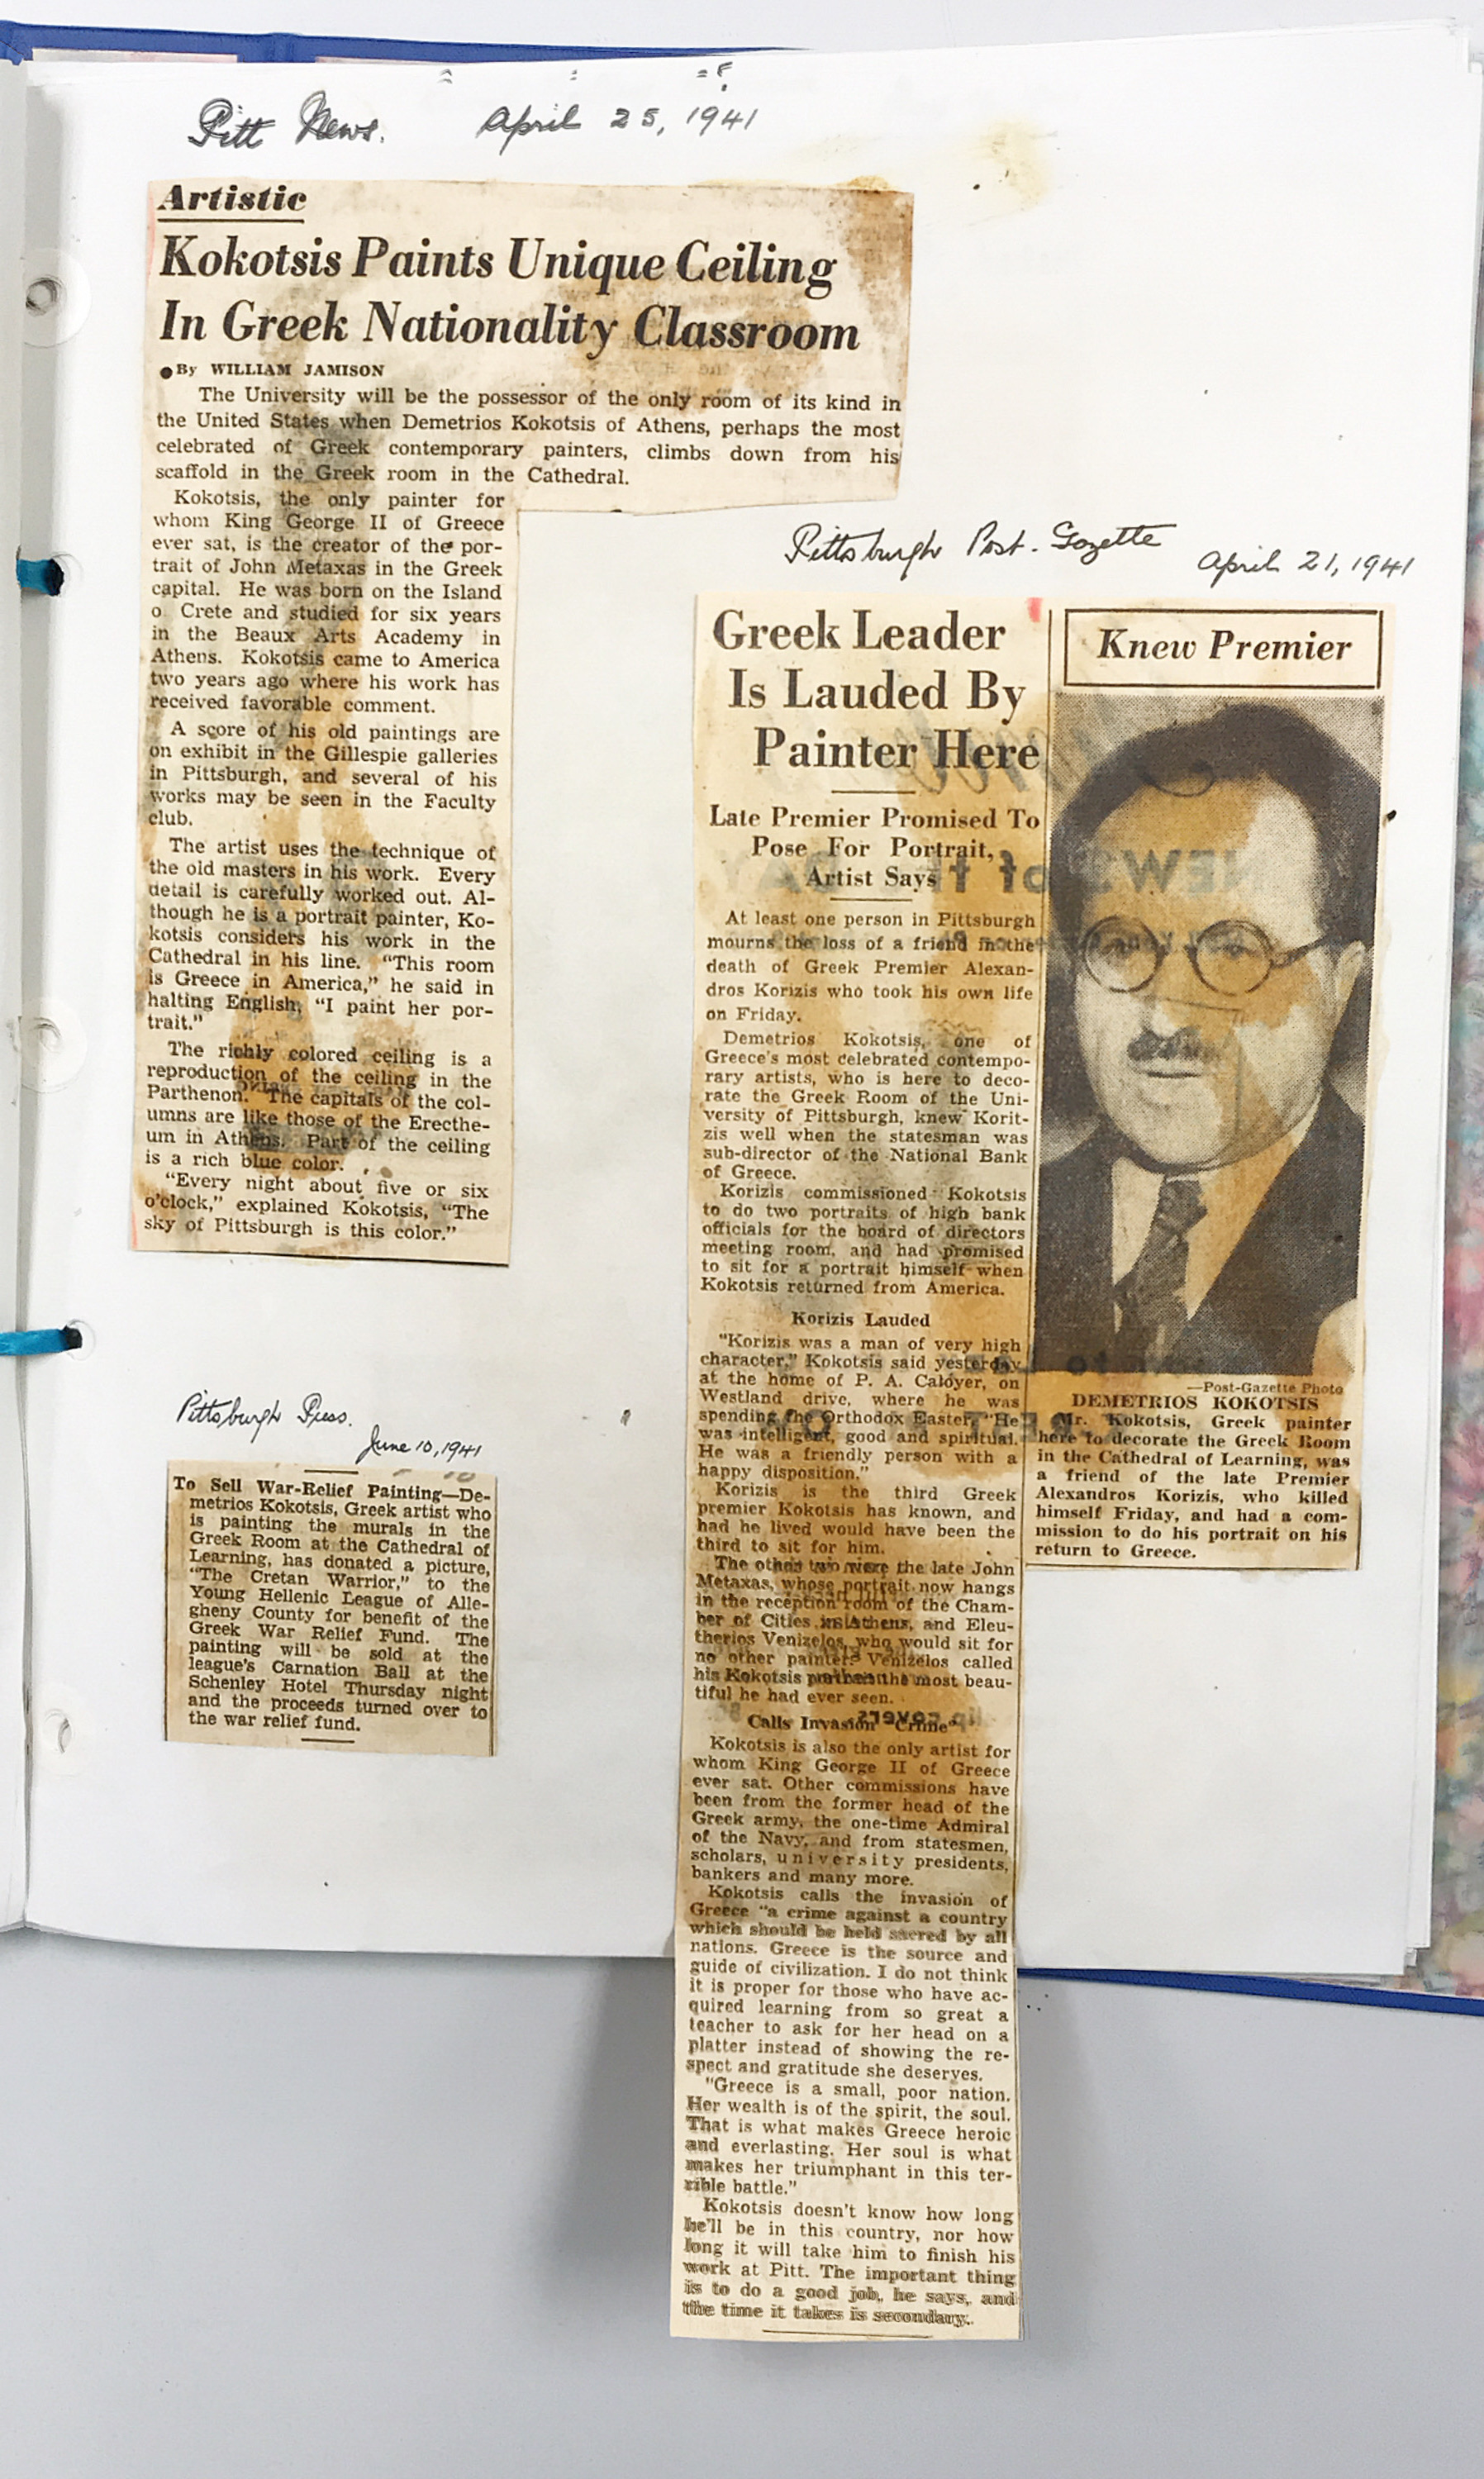 Pitt News. April 25, 1941
Artistic
Kokotsis Paints Unique Ceiling
In Greek Nationality Classroom
● By WILLIAM JAMISON
The University will be the possessor of the only room of its kind in
the United States when Demetrios Kokotsis of Athens, perhaps the most
celebrated of Greek contemporary painters, climbs down from his
scaffold in the Greek room in the Cathedral.
Kokotsis, the only painter for
whom King George II of Greece
ever sat, is the creator of the por-
trait of John Metaxas in the Greek
capital. He was born on the Island
o Crete and studied for six years
in the Beaux Arts Academy in
Athens. Kokotsis came to America
two years ago where his work has
received favorable comment.
A score of his old paintings are
on exhibit in the Gillespie galleries
in Pittsburgh, and several of his
works may be seen in the Faculty
club.
The artist uses the technique of
the old masters in his work. Every
detail is carefully worked out. Al-
though he is a portrait painter, Ko-
kotsis considers his work in the
Cathedral in his line. "This room
is Greece in America," he said in
halting English, "I paint her por-
trait."
The richly colored ceiling is a
reproduction of the ceiling in the
Parthenon. The capitals of the col-
umns are like those of the Erecthe-
um in Athens. Part of the ceiling
is a rich blue color.
"Every night about five or six
o'clock," explained Kokotsis, "The
sky of Pittsburgh is this color."
Pittsburgh Press.
June 10, 1941
To Sell War-Relief Painting—De-
metrios Kokotsis, Greek artist who
is painting the murals in the
Greek Room at the Cathedral of
Learning, has donated a picture,
"The Cretan Warrior," to the
Young Hellenic League of Alle-
gheny County for benefit of the
Greek War Relief Fund. The
painting will be sold at the
league's Carnation Ball at the
Schenley Hotel Thursday night
and the proceeds turned over to
the war relief fund.
Pittsburgh Post-Gazette April 21, 1941
Greek Leader
Is Lauded By
Painter Here
Late Premier Promised To
Pose For Portrait,
Artist Says
At least one person in Pittsburgh
mourns the loss of a friend in the
death of Greek Premier Alexan-
dros Korizis who took his own life
on Friday.
Demetrios Kokotsis, one of
Greece's most celebrated contempo-
rary artists, who is here to deco-
rate the Greek Room of the Uni-
versity of Pittsburgh, knew Korit-
zis well when the statesman was
sub-director of the National Bank
of Greece.
Korizis commissioned Kokotsis
to do two portraits of high bank
officials for the board of directors
meeting room, and had promised
to sit for a portrait himself when
Kokotsis returned from America.
Korizis Lauded
"Korizis was a man of very high
character," Kokotsis said yesterday
at the home of P. A. Caloyer, on
Westland drive, where he was
spending the Orthodox Easter. "He
was intelligent, good and spiritual.
He was a friendly person with a
happy disposition."
Korizis is the third Greek
premier Kokotsis has known, and
had he lived would have been the
third to sit for him.
The other two were the late John
Metaxas, whose portrait now hangs
in the reception room of the Cham-
ber of Cities in Athens, and Eleu-
therios Venizelos, who would sit for
no other painter. Venizelos called
his Kokotsis portrait the most beau-
tiful he had ever seen.
Calls Invasion "Crime"
Kokotsis is also the only artist for
whom King George II of Greece
ever sat. Other commissions have
been from the former head of the
Greek army, the one-time Admiral
of the Navy, and from statesmen,
scholars, university presidents,
bankers and many more.
Kokotsis calls the invasion of
Greece "a crime against a country
which should be held sacred by all
nations. Greece is the source and
guide of civilization. I do not think
it is proper for those who have ac-
quired learning from so great a
teacher to ask for her head on a
platter instead of showing the re-
spect and gratitude she deserves.
"Greece is a small, poor nation.
Her wealth is of the spirit, the soul.
That is what makes Greece heroic
and everlasting. Her soul is what
makes her triumphant in this ter-
rible battle."
Kokotsis doesn't know how long
he'll be in this country, nor how
long it will take him to finish his
work at Pitt. The important thing
is to do a good job, he says, and
the time it takes is secondary.
Knew Premier
—Post-Gazette Photo
DEMETRIOS KOKOTSIS
Mr. Kokotsis, Greek painter
here to decorate the Greek Room
in the Cathedral of Learning, was
a friend of the late Premier
Alexandros Korizis, who killed
himself Friday, and had a com-
mission to do his portrait on his
return to Greece.